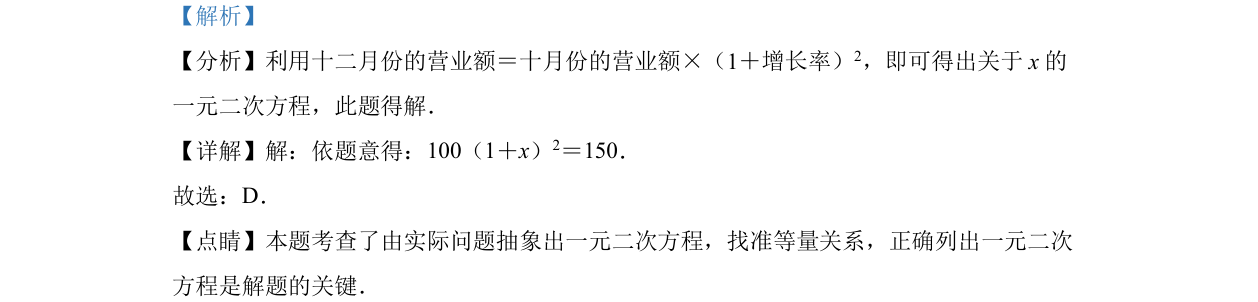 【解析】
【分析】利用十二月份的营业额＝十月份的营业额×（1＋增长率）²，即可得出关于 x 的
一元二次方程，此题得解．
【详解】解：依题意得：100（1＋x）²＝150．
故选：D．
【点睛】本题考查了由实际问题抽象出一元二次方程，找准等量关系，正确列出一元二次
方程是解题的关键．